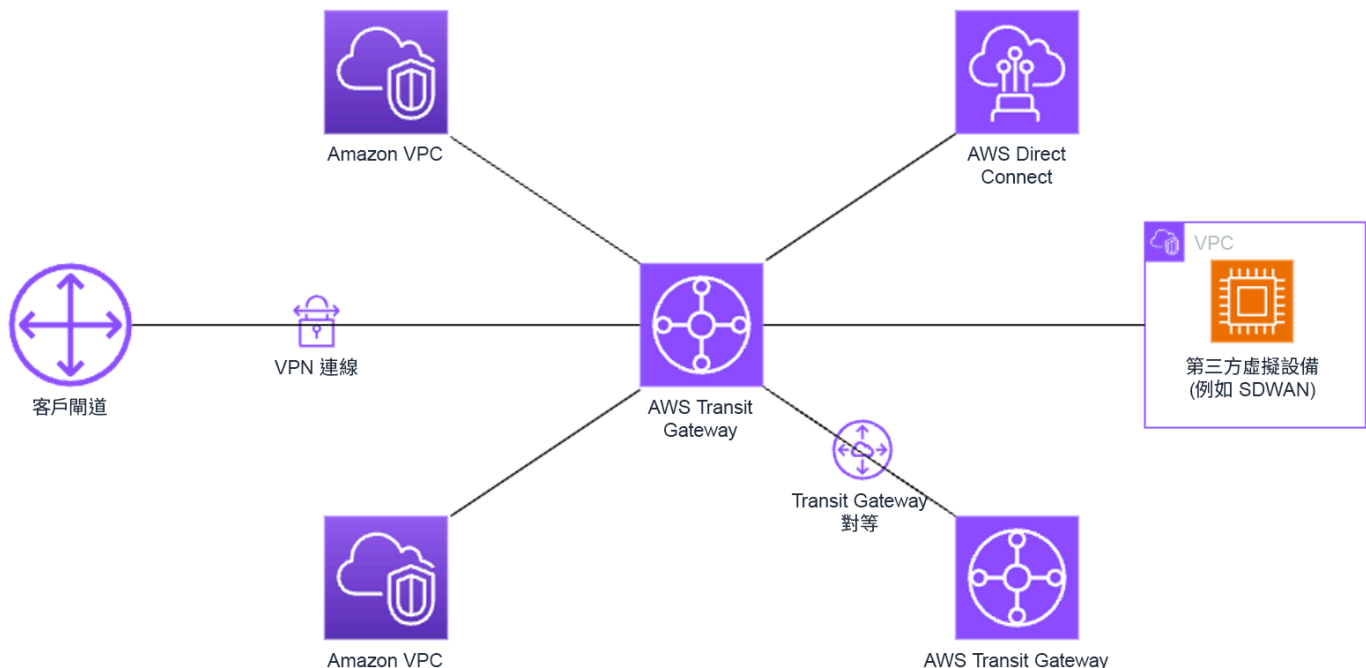 Amazon VPC
AWS Direct
Connect
VPC
第三方虛擬設備
(例如 SDWAN)
VPN 連線
客戶閘道
AWS Transit
Gateway
Transit Gateway
對等
Amazon VPC
AWS Transit Gateway